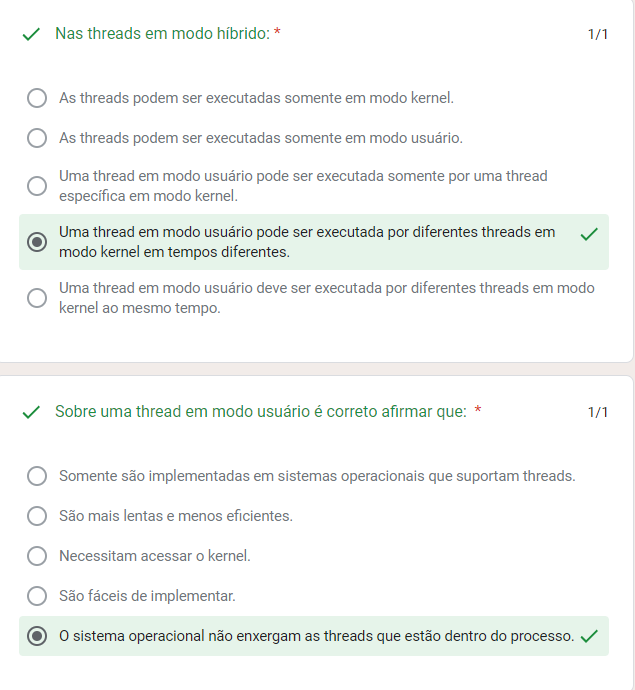 Nas threads em modo híbrido: * 1/1
As threads podem ser executadas somente em modo kernel.
As threads podem ser executadas somente em modo usuário.
Uma thread em modo usuário pode ser executada somente por uma thread
específica em modo kernel.
Uma thread em modo usuário pode ser executada por diferentes threads em
modo kernel em tempos diferentes.
Uma thread em modo usuário deve ser executada por diferentes threads em modo
kernel ao mesmo tempo.
Sobre uma thread em modo usuário é correto afirmar que: * 1/1
Somente são implementadas em sistemas operacionais que suportam threads.
São mais lentas e menos eficientes.
Necessitam acessar o kernel.
São fáceis de implementar.
O sistema operacional não enxergam as threads que estão dentro do processo.